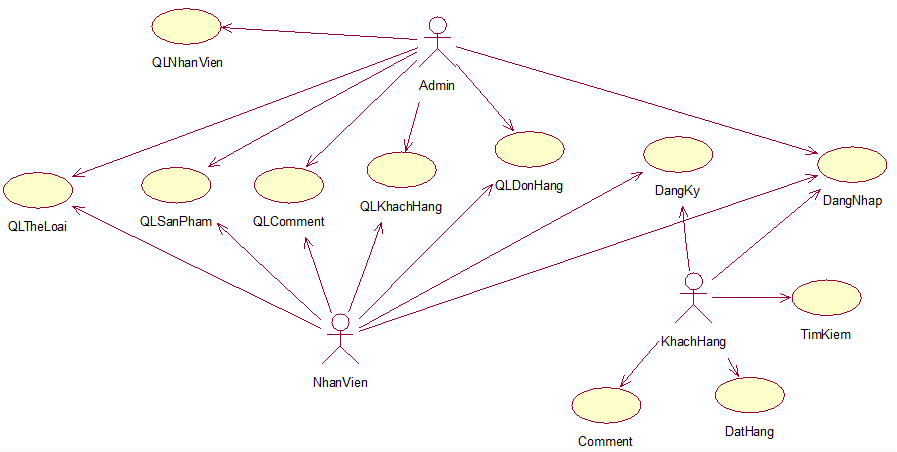 QLNhanVien
Admin
QLTheLoai
QLSanPham
QLComment
QLKhachHang
QLDonHang
DangKy
DangNhap
NhanVien
KhachHang
TimKiem
Comment
DatHang